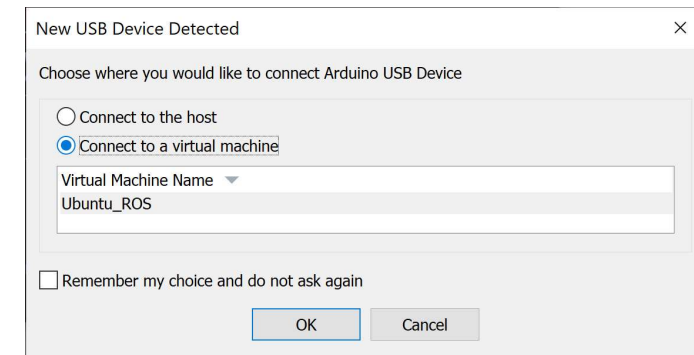 New USB Device Detected
Choose where you would like to connect Arduino USB Device
Connect to the host
Connect to a virtual machine
Virtual Machine Name
Ubuntu_ROS
Remember my choice and do not ask again
OK Cancel